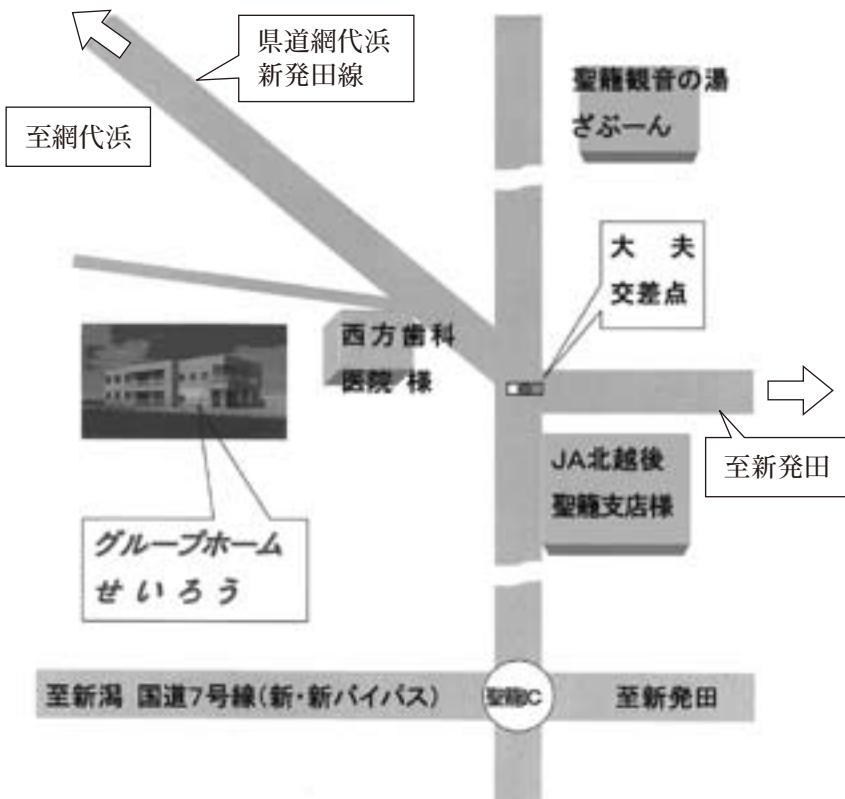 県道網代浜
新発田線
至網代浜
聖籠観音の湯
ざぶーん
大 夫
交差点
西方歯科
医院 様
JA北越後
聖籠支店様
至新発田
グループホーム
せいろう
至新潟 国道7号線(新・新バイパス)
聖籠IC
至新発田